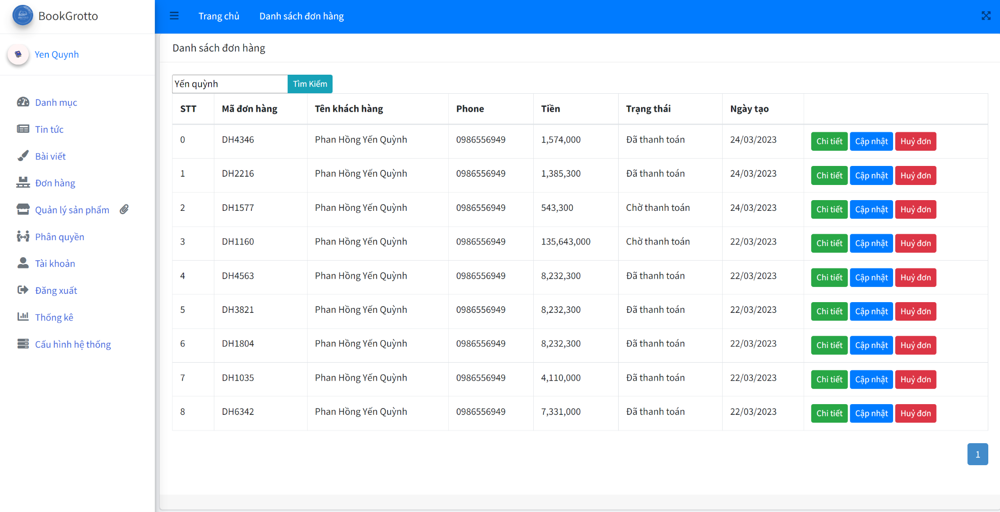 BookGrotto
Trang chủ Danh sách đơn hàng
Yen Quynh
Danh mục
Tin tức
Bài viết
Đơn hàng
Quản lý sản phẩm
Phân quyền
Tài khoản
Đăng xuất
Thống kê
Cấu hình hệ thống
Danh sách đơn hàng
Yến quỳnh Tìm Kiếm
STT Mã đơn hàng Tên khách hàng Phone Tiền Trạng thái Ngày tạo
0 DH4346 Phan Hồng Yến Quỳnh 0986556949 1,574,000 Đã thanh toán 24/03/2023 Chi tiết Cập nhật Huỷ đơn
1 DH2216 Phan Hồng Yến Quỳnh 0986556949 1,385,300 Đã thanh toán 24/03/2023 Chi tiết Cập nhật Huỷ đơn
2 DH1577 Phan Hồng Yến Quỳnh 0986556949 543,300 Chờ thanh toán 24/03/2023 Chi tiết Cập nhật Huỷ đơn
3 DH1160 Phan Hồng Yến Quỳnh 0986556949 135,643,000 Chờ thanh toán 22/03/2023 Chi tiết Cập nhật Huỷ đơn
4 DH4563 Phan Hồng Yến Quỳnh 0986556949 8,232,300 Đã thanh toán 22/03/2023 Chi tiết Cập nhật Huỷ đơn
5 DH3821 Phan Hồng Yến Quỳnh 0986556949 8,232,300 Đã thanh toán 22/03/2023 Chi tiết Cập nhật Huỷ đơn
6 DH1804 Phan Hồng Yến Quỳnh 0986556949 8,232,300 Đã thanh toán 22/03/2023 Chi tiết Cập nhật Huỷ đơn
7 DH1035 Phan Hồng Yến Quỳnh 0986556949 4,110,000 Đã thanh toán 22/03/2023 Chi tiết Cập nhật Huỷ đơn
8 DH6342 Phan Hồng Yến Quỳnh 0986556949 7,331,000 Đã thanh toán 22/03/2023 Chi tiết Cập nhật Huỷ đơn
1